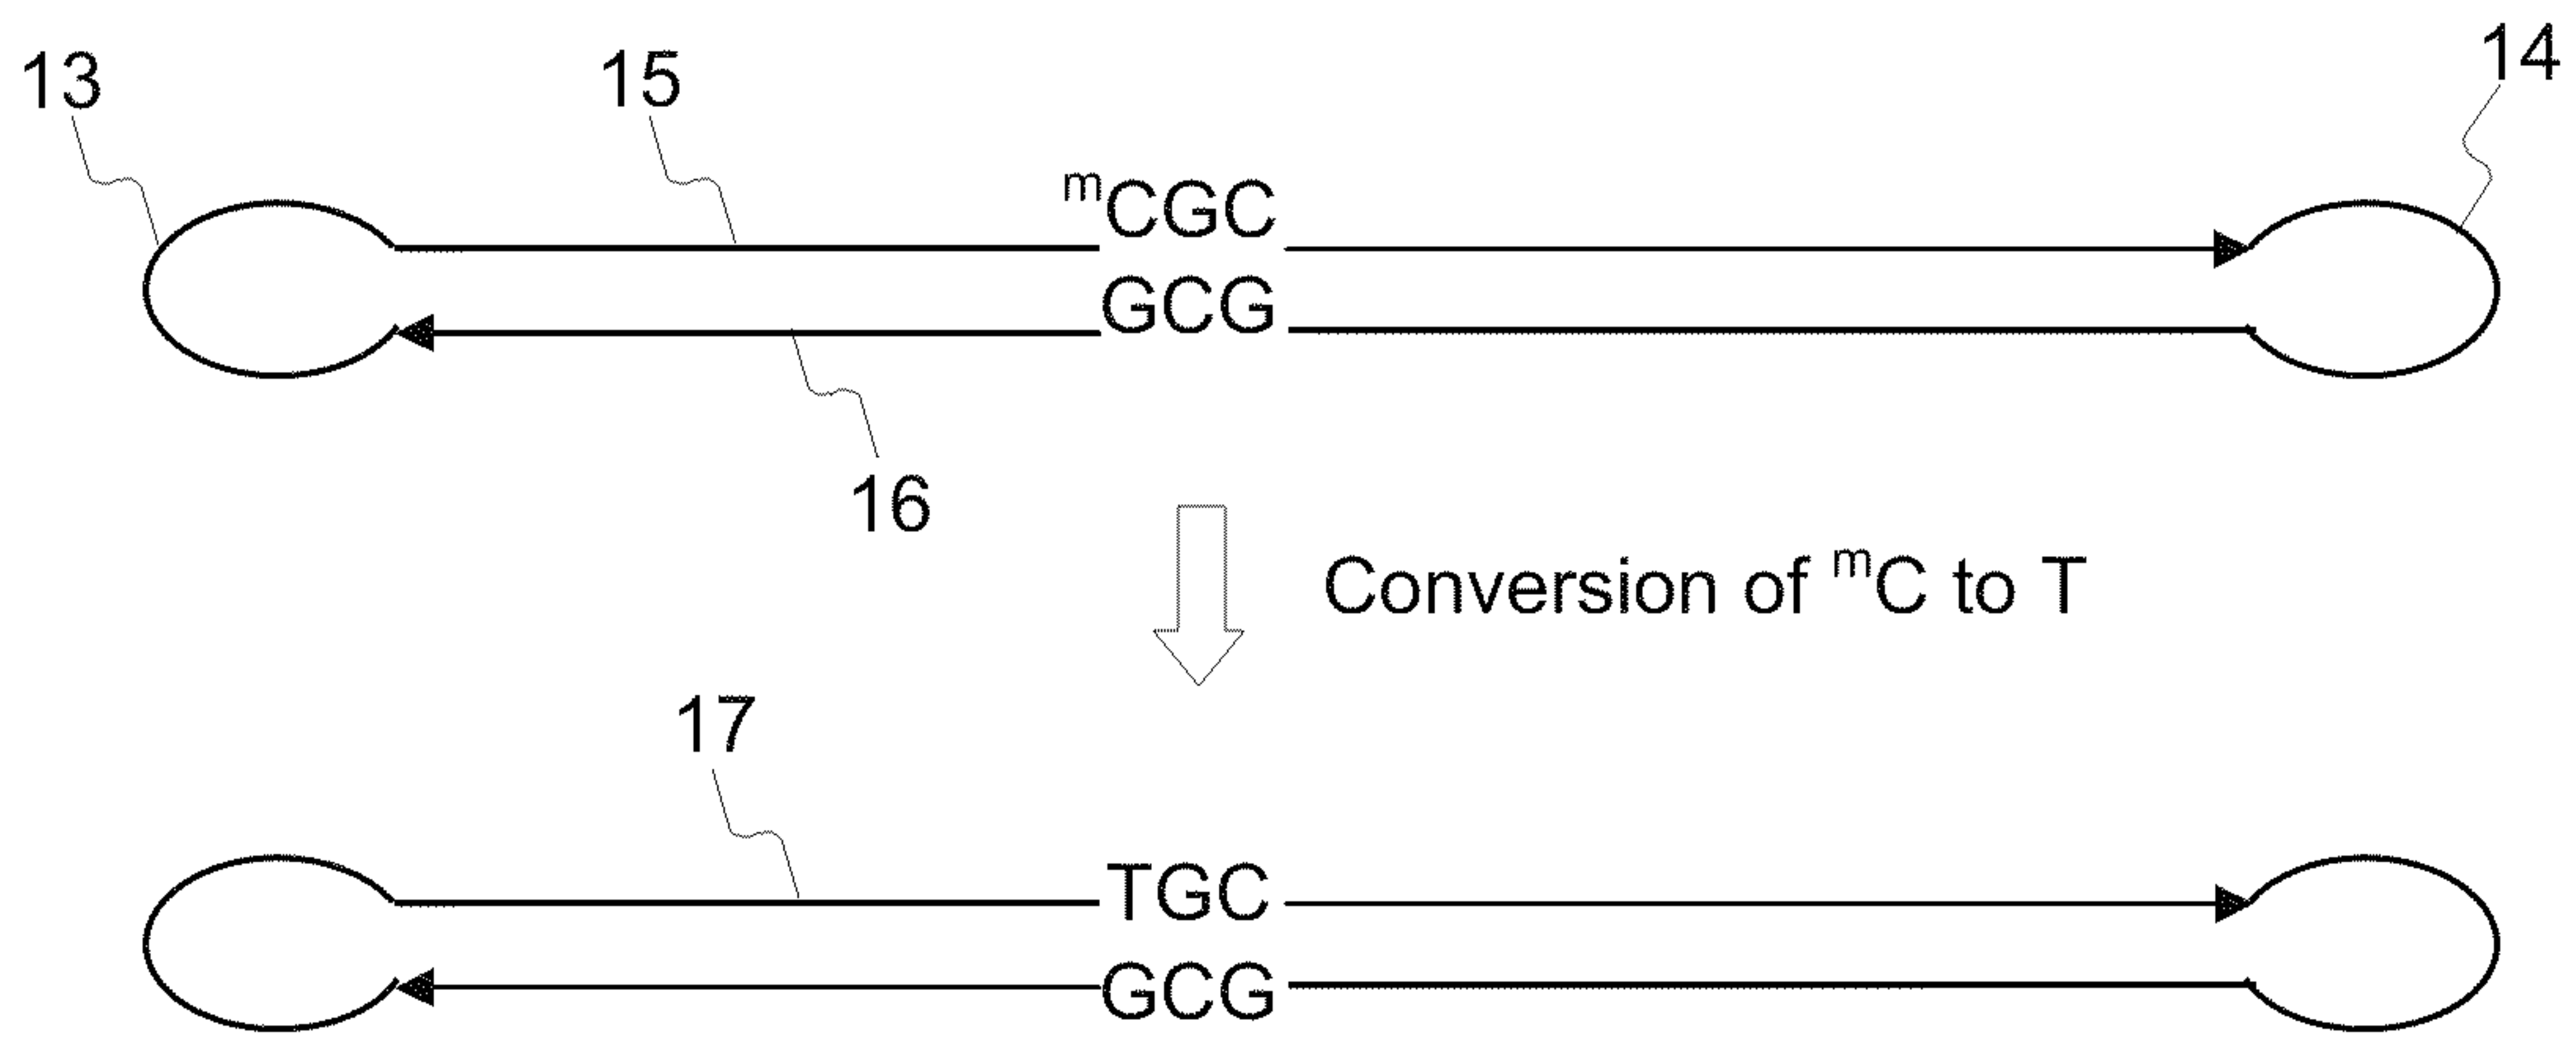 13
15
14
ᵐCGC
GCG
16
Conversion of ᵐC to T
17
TGC
GCG